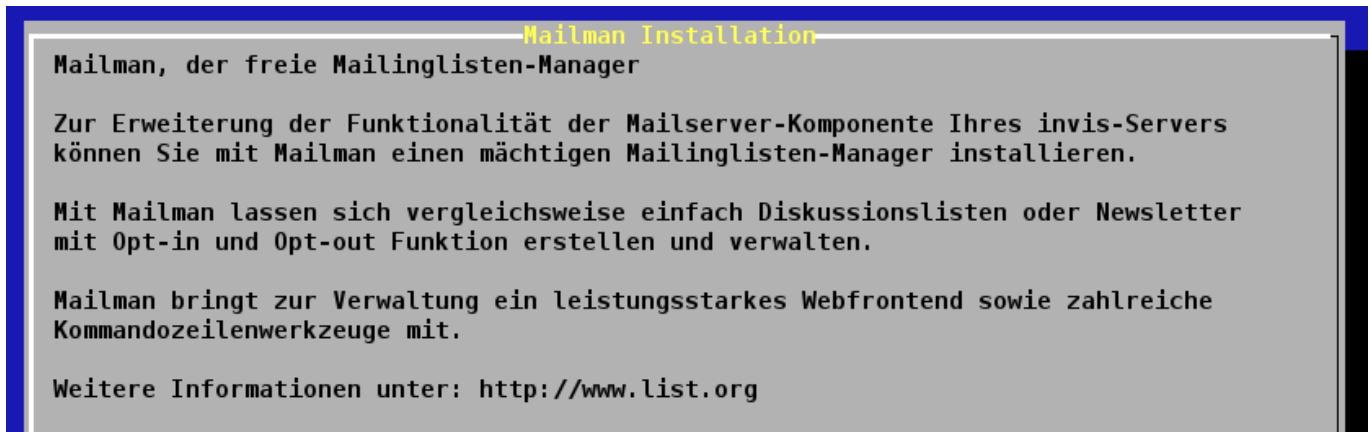 Mailman Installation
Mailman, der freie Mailinglisten-Manager
Zur Erweiterung der Funktionalität der Mailserver-Komponente Ihres invis-Servers
können Sie mit Mailman einen mächtigen Mailinglisten-Manager installieren.
Mit Mailman lassen sich vergleichsweise einfach Diskussionslisten oder Newsletter
mit Opt-in und Opt-out Funktion erstellen und verwalten.
Mailman bringt zur Verwaltung ein leistungsstarkes Webfrontend sowie zahlreiche
Kommandozeilenwerkzeuge mit.
Weitere Informationen unter: http://www.list.org